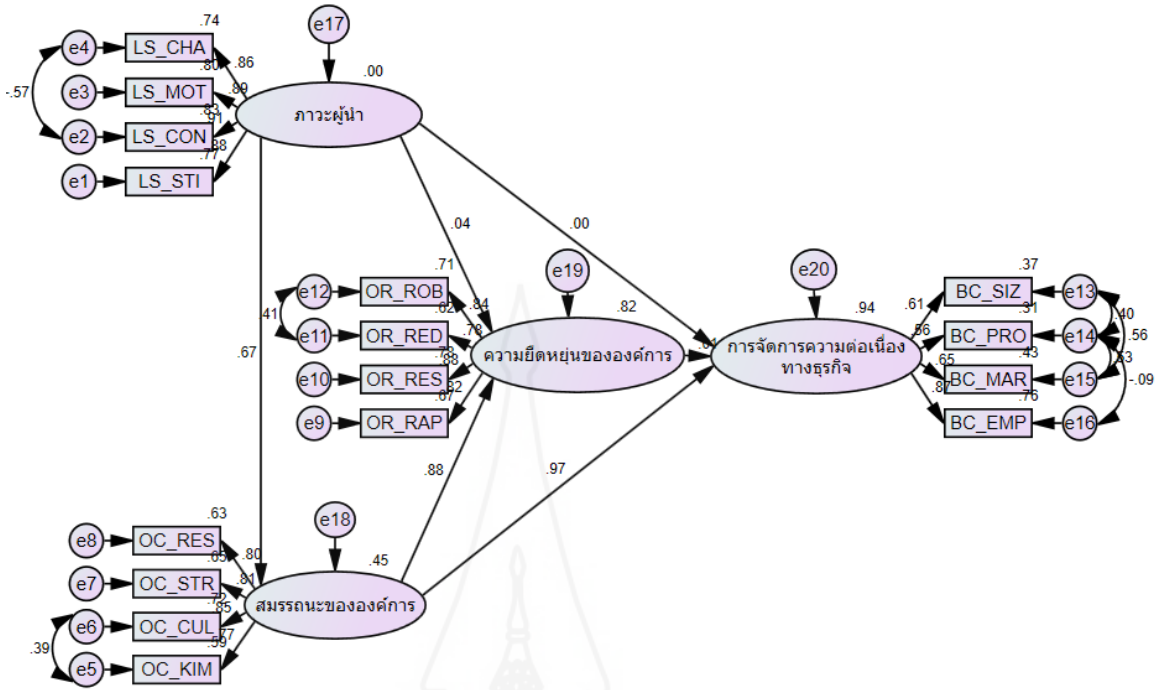 e17
.74
e4
LS_CHA
.86
.00
.80
e3
LS_MOT
.89
-.57
ภาวะผู้นำ
.83
.91
e2
LS_CON
.88
.77
e1
LS_STI
.04
.00
.71
e19
e20
.37
e12
OR_ROB
.84
.82
.94
.61
BC_SIZ
e13
.40
.62
.31
.41
e11
OR_RED
.78
.56
BC_PRO
e14
.56
.67
.78
.88
ความยืดหยุ่นขององค์การ
.01
การจัดการความต่อเนื่อง
ทางธุรกิจ
.65
.43
e10
OR_RES
.82
BC_MAR
e15
-.09
.67
.87
.76
e9
OR_RAP
BC_EMP
e16
.88
.97
.63
e18
e8
OC_RES
.80
.45
.65
e7
OC_STR
.81
.72
.85
สมรรถนะขององค์การ
e6
OC_CUL
.77
.39
.59
e5
OC_KIM